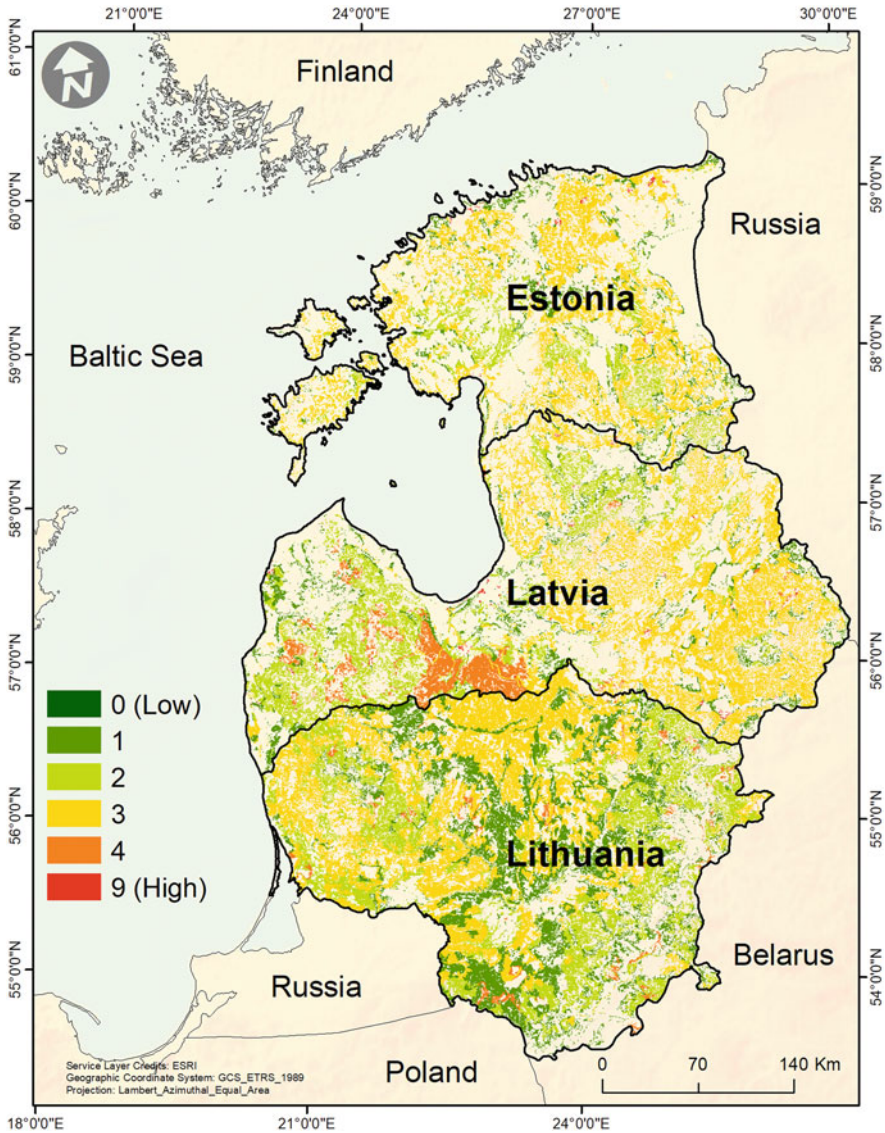 21°0'0"E 24°0'0"E 27°0'0"E 30°0'0"E
61°0'0"N
N
Finland
60°0'0"N
59°0'0"N
Russia
Estonia
Baltic Sea
59°0'0"N
58°0'0"N
58°0'0"N
57°0'0"N
Latvia
57°0'0"N
56°0'0"N
0 (Low)
1
2
3
4
9 (High)
56°0'0"N
55°0'0"N
Lithuania
Belarus
55°0'0"N
54°0'0"N
Russia
Poland
0 70 140 Km
Service Layer Credits: ESRI
Geographic Coordinate System: GCS_ETRS_1989
Projection: Lambert_Azimuthal_Equal_Area
18°0'0"E 21°0'0"E 24°0'0"E